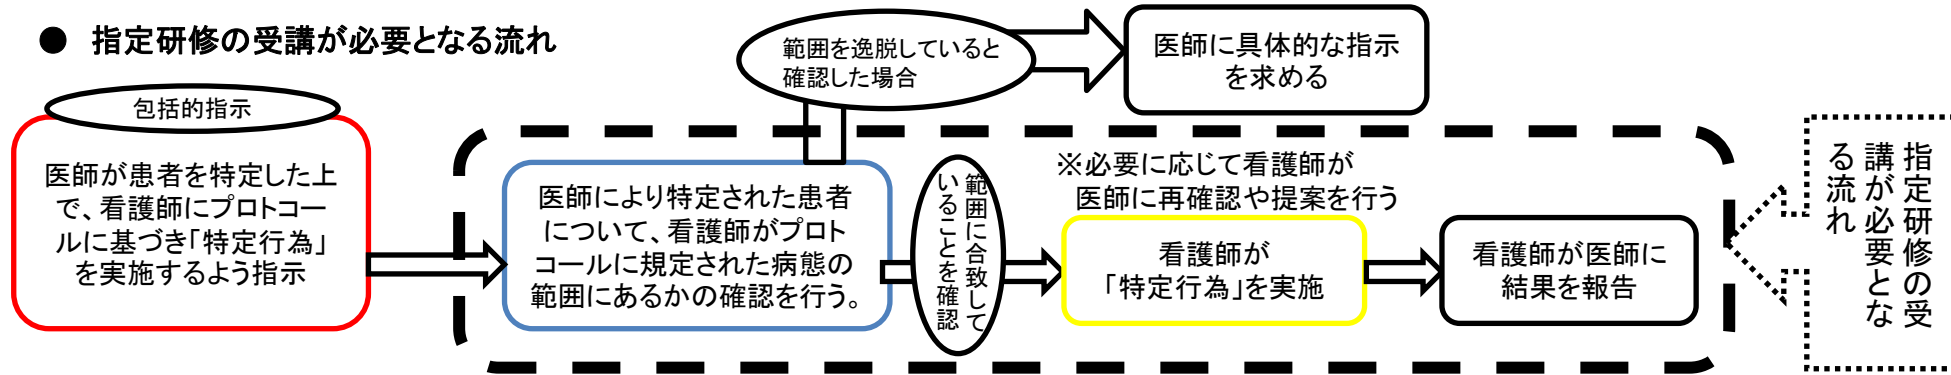 ● 指定研修の受講が必要となる流れ
包括的指示
医師が患者を特定した上
で、看護師にプロトコー
ルに基づき「特定行為」
を実施するよう指示
範囲を逸脱していると
確認した場合
医師に具体的な指示
を求める
医師により特定された患者
について、看護師がプロト
コールに規定された病態の
範囲にあるかの確認を行う。
範囲に合致して
いることを確認
※必要に応じて看護師が
医師に再確認や提案を行う
看護師が
「特定行為」を実施
看護師が医師に
結果を報告
指定研修の受
講が必要とな
る流れ